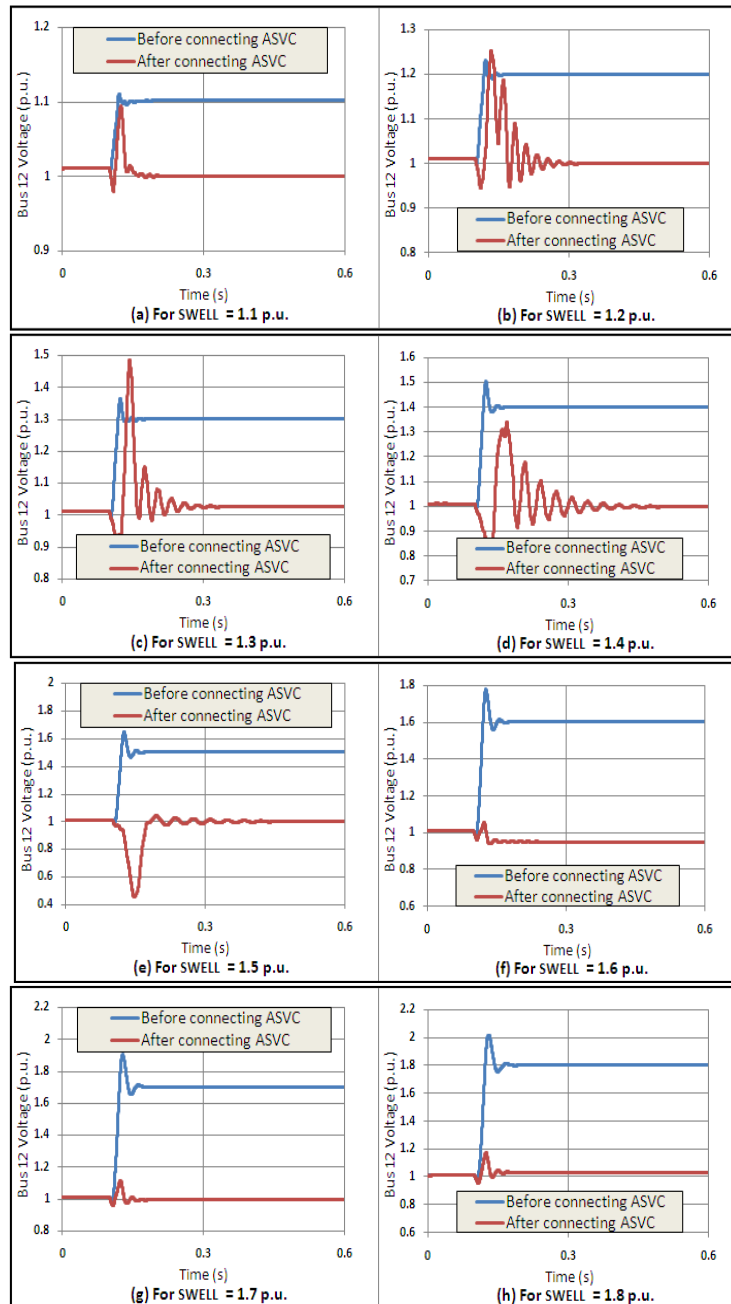 1.2
1.1
1
0.9
Bus 12 Voltage (p.u.)
Before connecting ASVC
After connecting ASVC
0
0.3
0.6
Time (s)
(a) For SWELL = 1.1 p.u.
1.3
1.2
1.1
1
0.9
0.8
Bus 12 Voltage (p.u.)
Before connecting ASVC
After connecting ASVC
0
0.3
0.6
Time (s)
(b) For SWELL = 1.2 p.u.
1.5
1.4
1.3
1.2
1.1
1
0.9
0.8
Bus 12 Voltage (p.u.)
Before connecting ASVC
After connecting ASVC
0
0.3
0.6
Time (s)
(c) For SWELL = 1.3 p.u.
1.6
1.5
1.4
1.3
1.2
1.1
1
0.9
0.8
0.7
Bus 12 Voltage (p.u.)
Before connecting ASVC
After connecting ASVC
0
0.3
0.6
Time (s)
(d) For SWELL = 1.4 p.u.
2
1.8
1.6
1.4
1.2
1
0.8
0.6
0.4
Bus 12 Voltage (p.u.)
Before connecting ASVC
After connecting ASVC
0
0.3
0.6
Time (s)
(e) For SWELL = 1.5 p.u.
1.8
1.6
1.4
1.2
1
0.8
0.6
Bus 12 Voltage (p.u.)
Before connecting ASVC
After connecting ASVC
0
0.3
0.6
Time (s)
(f) For SWELL = 1.6 p.u.
2.2
2
1.8
1.6
1.4
1.2
1
0.8
Bus 12 Voltage (p.u.)
Before connecting ASVC
After connecting ASVC
0
0.3
0.6
Time (s)
(g) For SWELL = 1.7 p.u.
2.2
2
1.8
1.6
1.4
1.2
1
0.8
0.6
Bus 12 Voltage (p.u.)
Before connecting ASVC
After connecting ASVC
0
0.3
0.6
Time (s)
(h) For SWELL = 1.8 p.u.